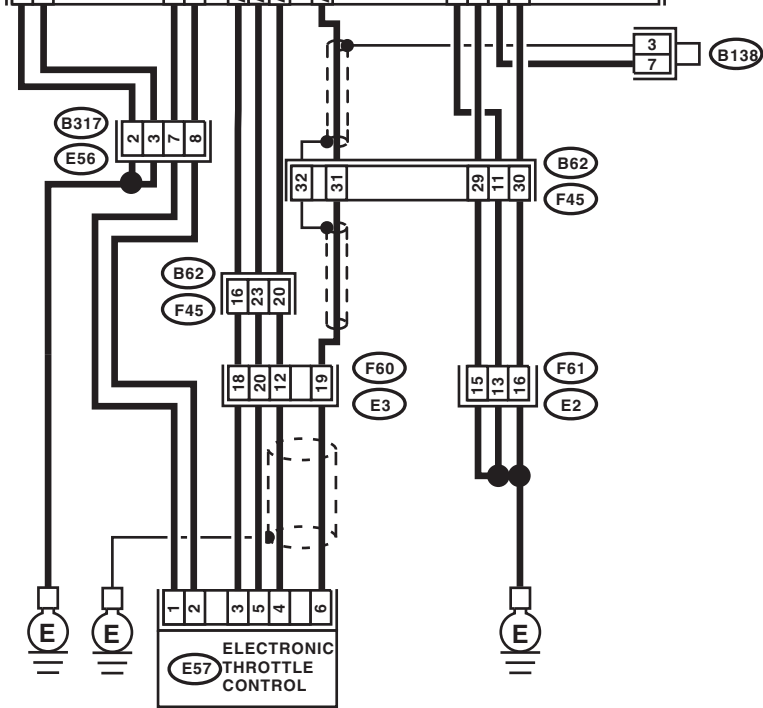 3
7
B138
B317
E56
2 3 7 8
32 31 29 11 30
B62
F45
B62
F45
16 23 20
18 20 12 19
F60
E3
15 13 16
F61
E2
E
E
E
1 2 3 5 4 6
E57
ELECTRONIC
THROTTLE
CONTROL